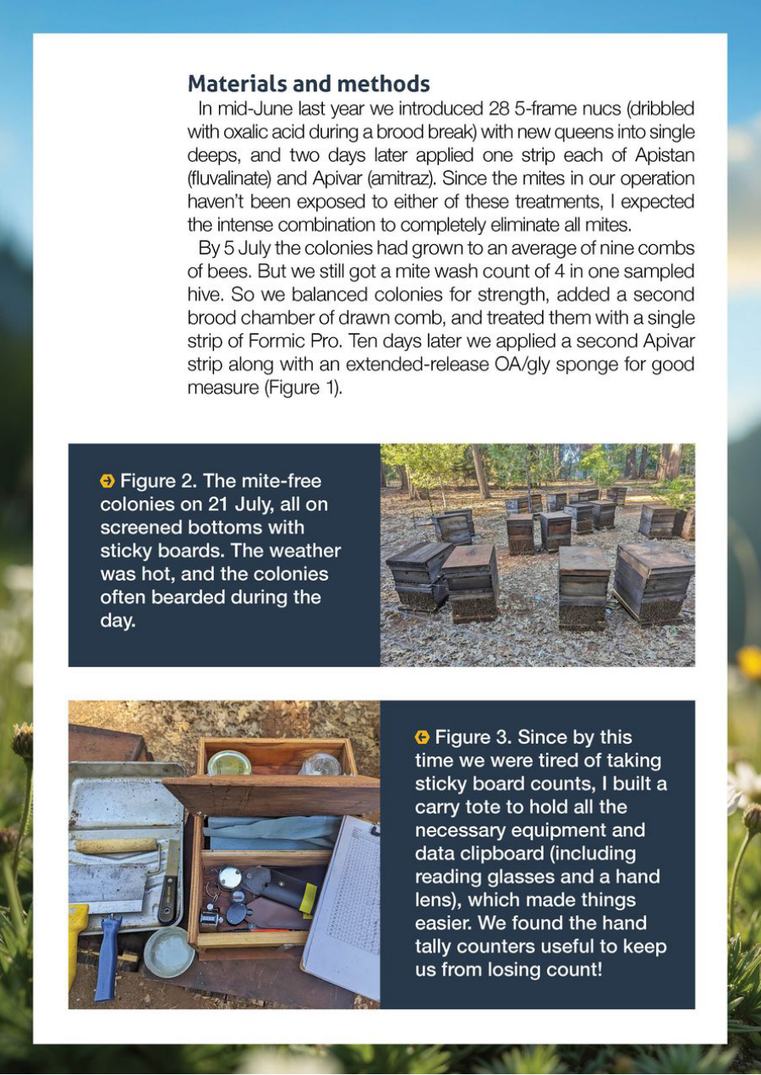 Materials and methods
In mid-June last year we introduced 28 5-frame nucs (dribbled
with oxalic acid during a brood break) with new queens into single
deeps, and two days later applied one strip each of Apistan
(fluvalinate) and Apivar (amitraz). Since the mites in our operation
haven’t been exposed to either of these treatments, I expected
the intense combination to completely eliminate all mites.
By 5 July the colonies had grown to an average of nine combs
of bees. But we still got a mite wash count of 4 in one sampled
hive. So we balanced colonies for strength, added a second
brood chamber of drawn comb, and treated them with a single
strip of Formic Pro. Ten days later we applied a second Apivar
strip along with an extended-release OA/gly sponge for good
measure (Figure 1).
Figure 2. The mite-free
colonies on 21 July, all on
screened bottoms with
sticky boards. The weather
was hot, and the colonies
often bearded during the
day.
Figure 3. Since by this
time we were tired of taking
sticky board counts, I built a
carry tote to hold all the
necessary equipment and
data clipboard (including
reading glasses and a hand
lens), which made things
easier. We found the hand
tally counters useful to keep
us from losing count!